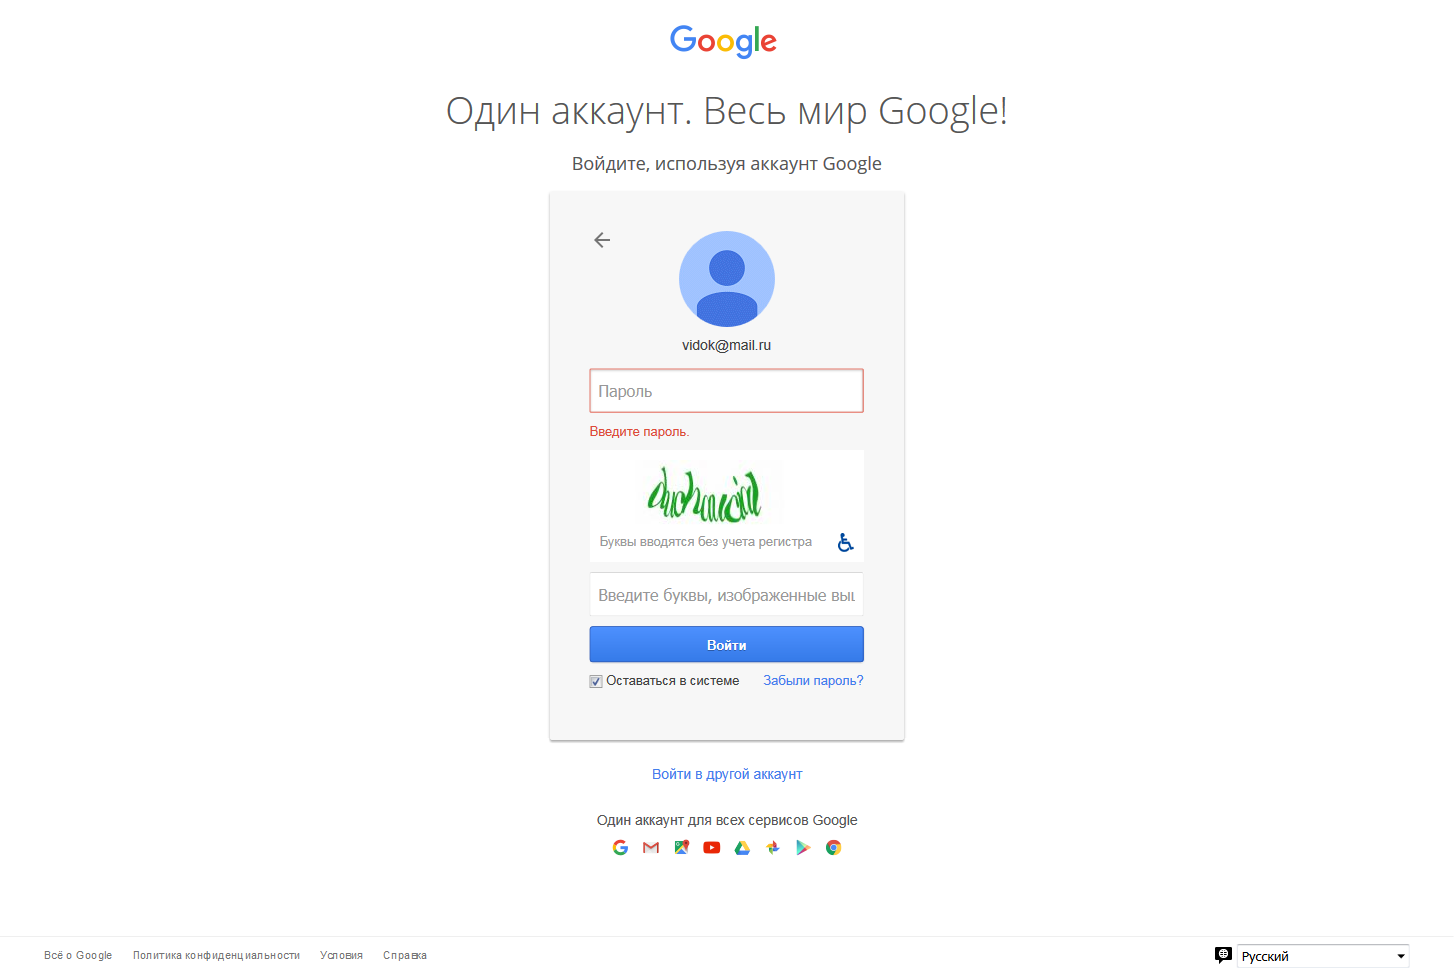 Google
Один аккаунт. Весь мир Google!
Войдите, используя аккаунт Google
vidok@mail.ru
Пароль
Введите пароль.
Буквы вводятся без учета регистра
Введите буквы, изображенные выш
Войти
Оставаться в системе Забыли пароль?
Войти в другой аккаунт
Один аккаунт для всех сервисов Google
Всё о Google Политика конфиденциальности Условия Справка Русский